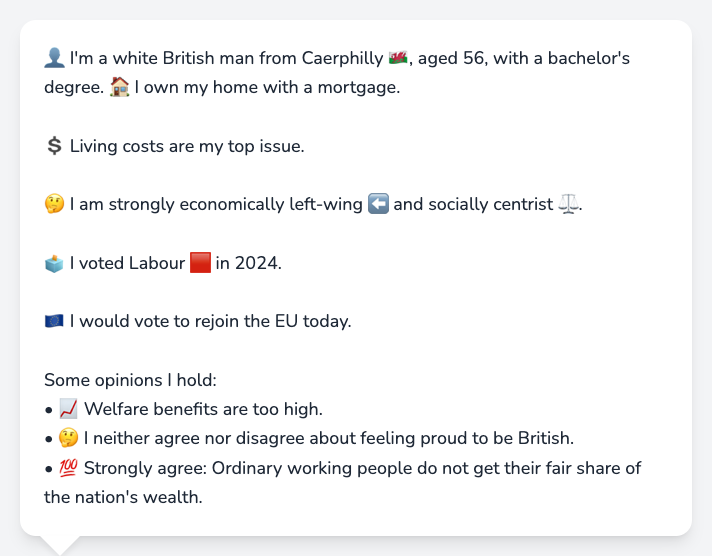 👤 I'm a white British man from Caerphilly 🏴󠁧󠁢󠁷󠁬󠁳󠁿, aged 56, with a bachelor's
degree. 🏠 I own my home with a mortgage.
💲 Living costs are my top issue.
🤔 I am strongly economically left-wing ⬅️ and socially centrist ⚖️.
🗳️ I voted Labour 🟥 in 2024.
🇪🇺 I would vote to rejoin the EU today.
Some opinions I hold:
• 📈 Welfare benefits are too high.
• 🤔 I neither agree nor disagree about feeling proud to be British.
• 💯 Strongly agree: Ordinary working people do not get their fair share of
the nation's wealth.